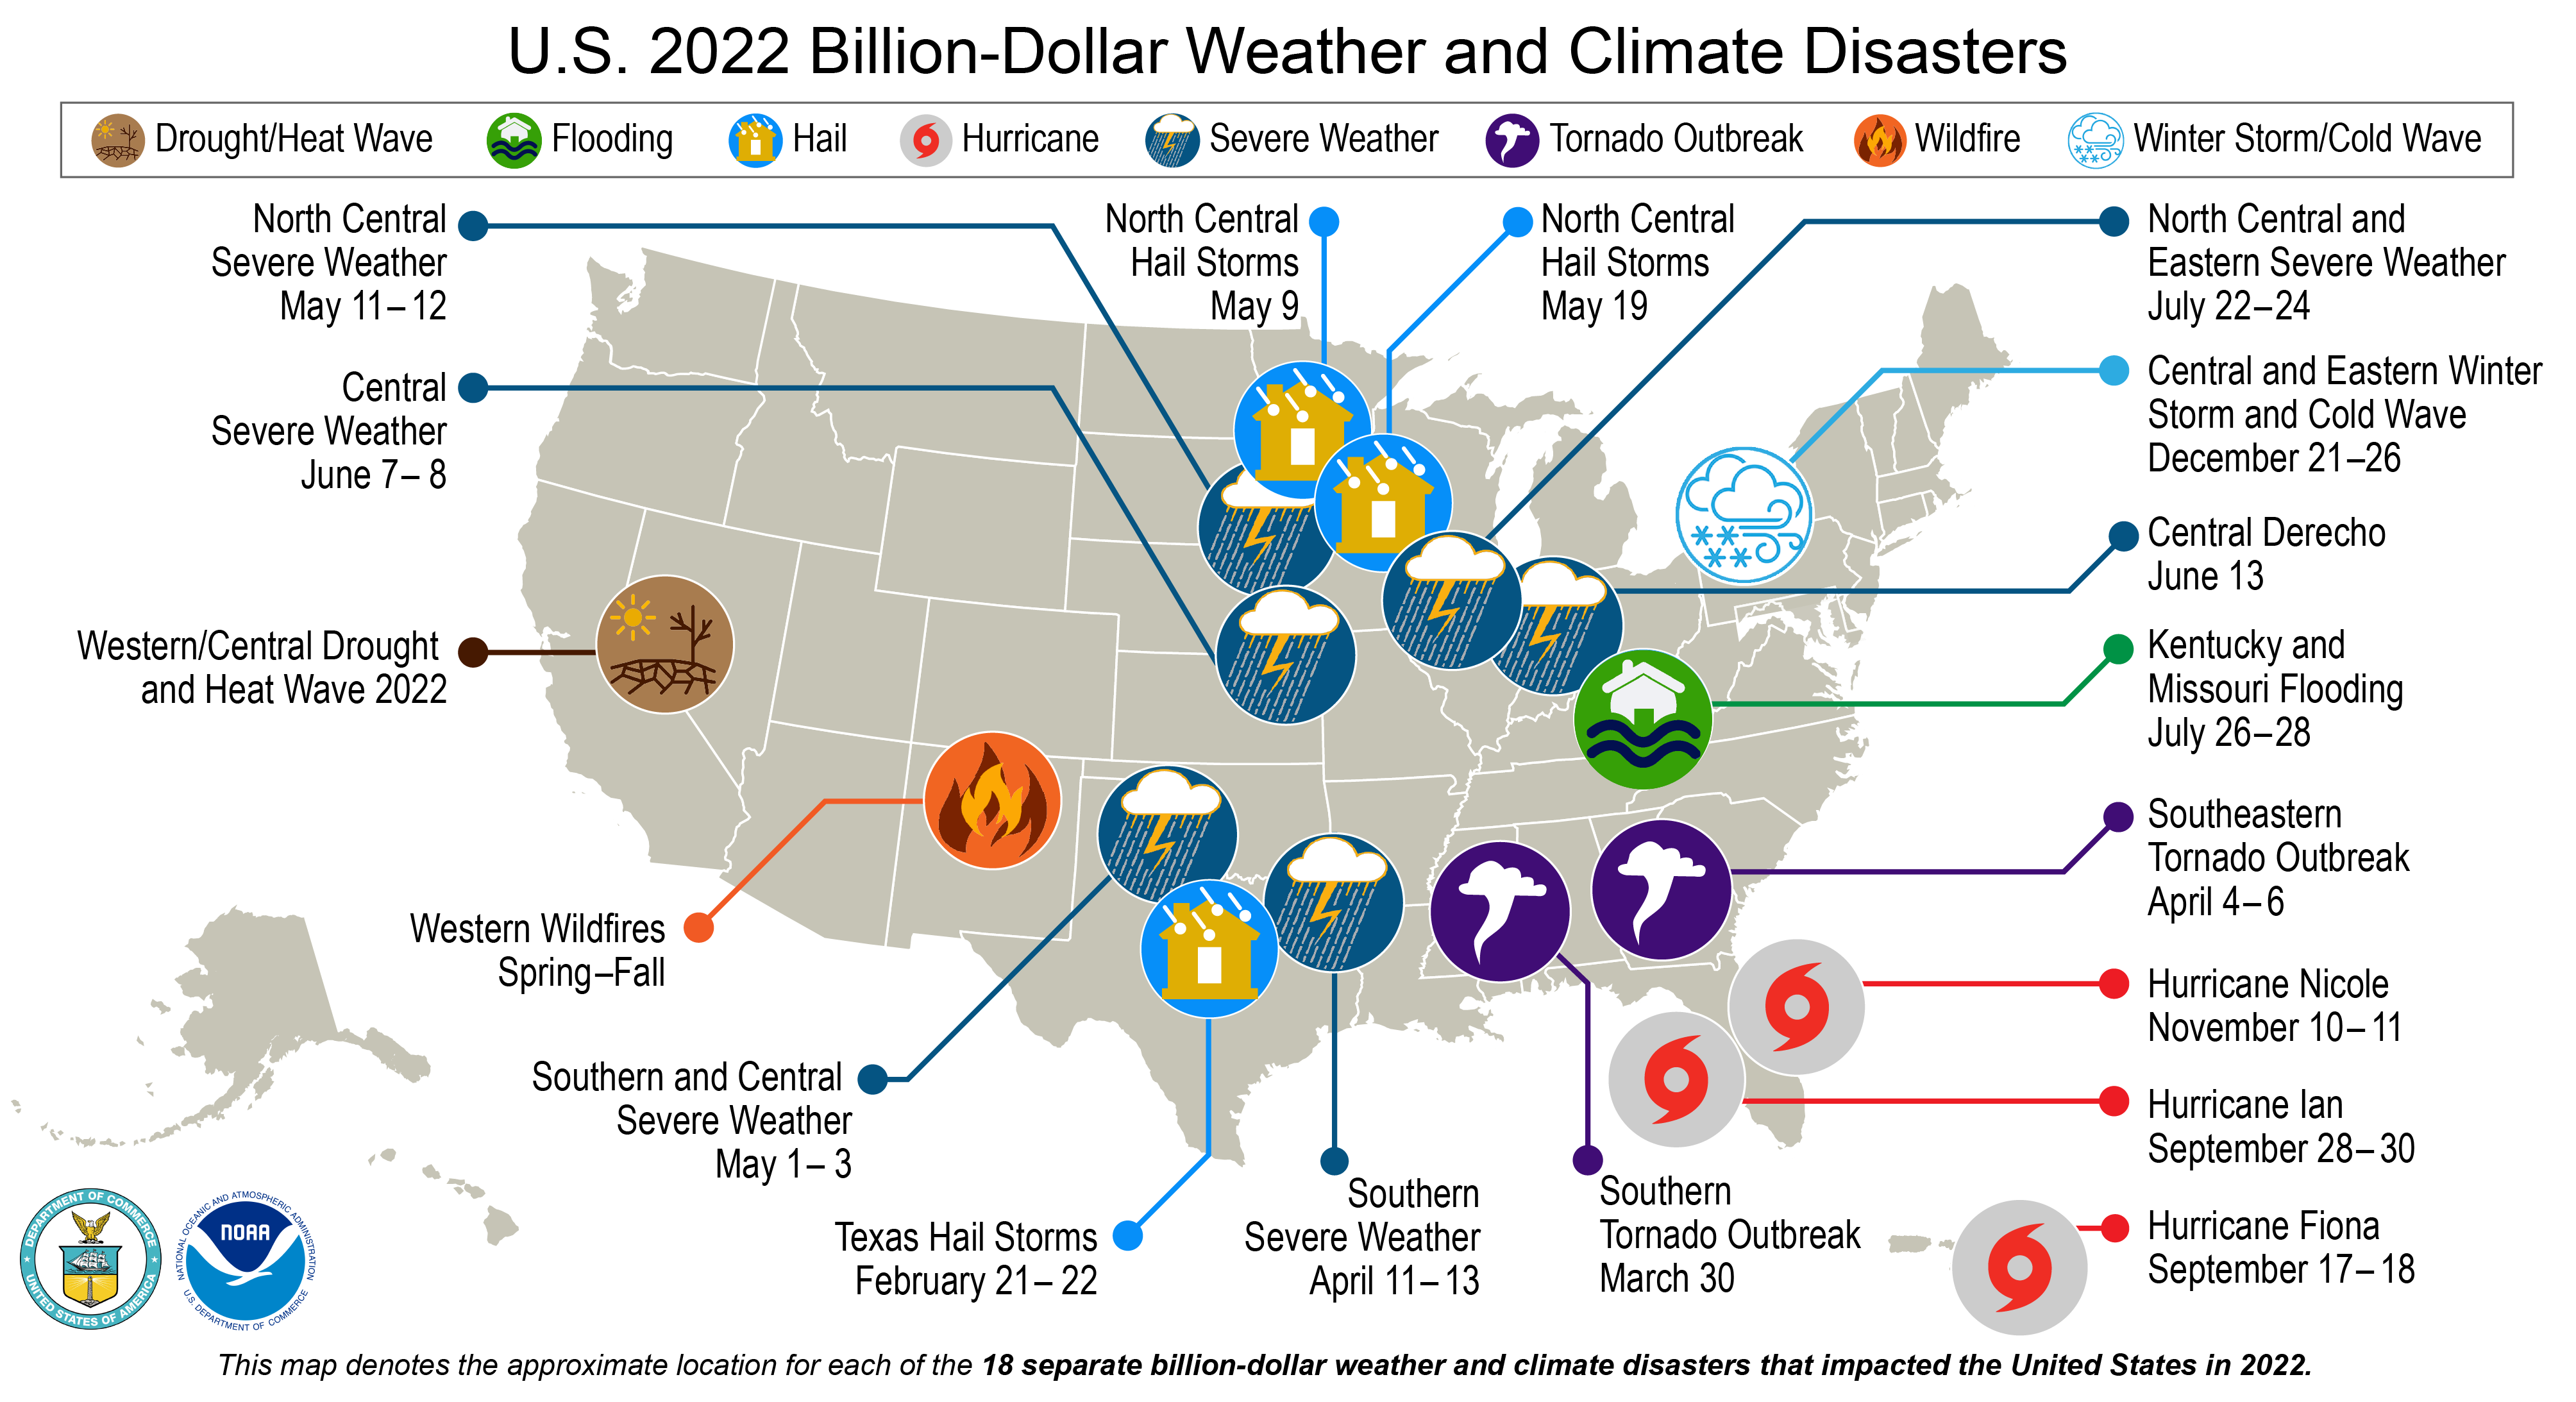 U.S. 2022 Billion-Dollar Weather and Climate Disasters
Drought/Heat Wave
Flooding
Hail
Hurricane
Severe Weather
Tornado Outbreak
Wildfire
Winter Storm/Cold Wave
North Central
Severe Weather
May 11–12
North Central
Hail Storms
May 9
North Central
Hail Storms
May 19
North Central and
Eastern Severe Weather
July 22–24
Central
Severe Weather
June 7–8
Central and Eastern Winter
Storm and Cold Wave
December 21–26
Central Derecho
June 13
Western/Central Drought
and Heat Wave 2022
Kentucky and
Missouri Flooding
July 26–28
Southeastern
Tornado Outbreak
April 4–6
Western Wildfires
Spring–Fall
Hurricane Nicole
November 10–11
Southern and Central
Severe Weather
May 1–3
Hurricane Ian
September 28–30
Texas Hail Storms
February 21–22
Southern
Severe Weather
April 11–13
Southern
Tornado Outbreak
March 30
Hurricane Fiona
September 17–18
DEPARTMENT OF COMMERCE
UNITED STATES OF AMERICA
NATIONAL OCEANIC AND ATMOSPHERIC ADMINISTRATION
NOAA
U.S. DEPARTMENT OF COMMERCE
This map denotes the approximate location for each of the 18 separate billion-dollar weather and climate disasters that impacted the United States in 2022.